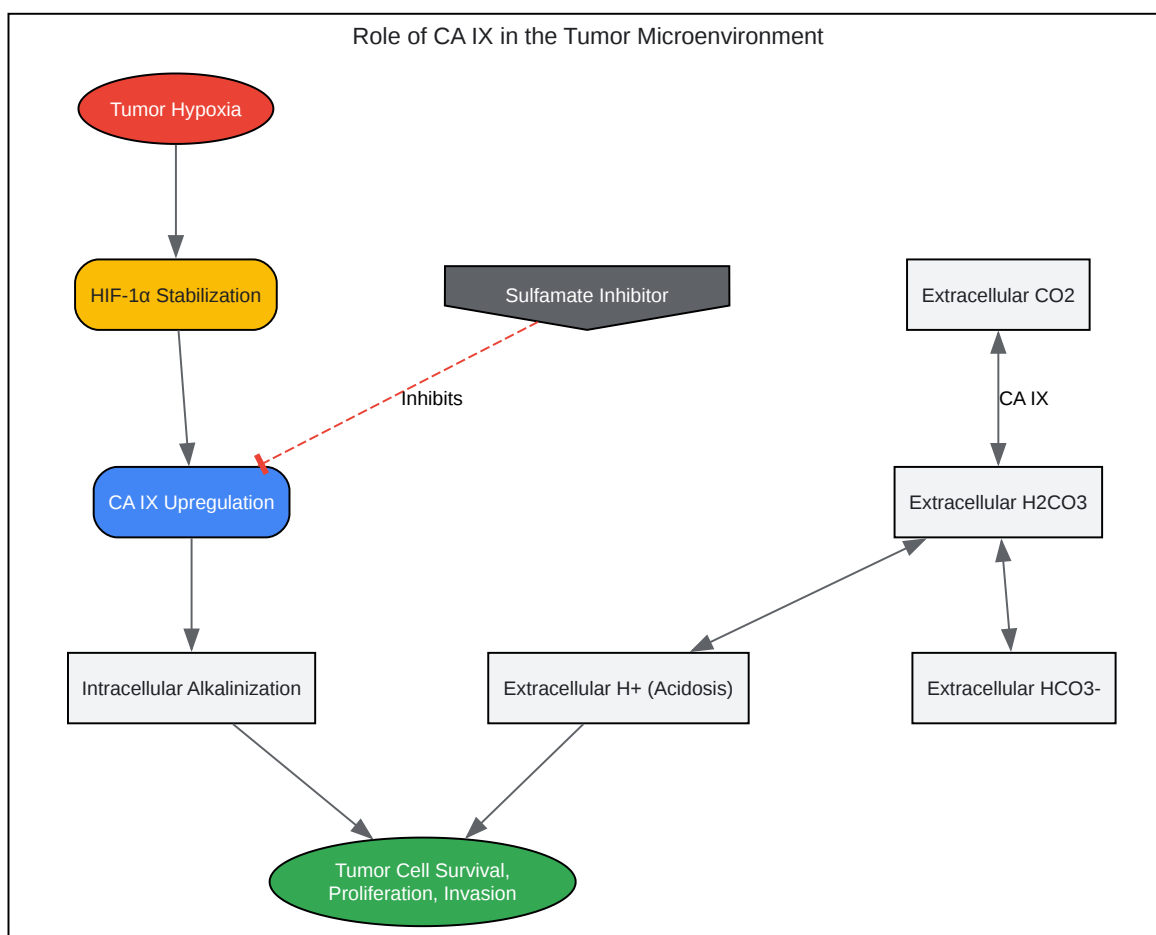 Role of CA IX in the Tumor Microenvironment
Tumor Hypoxia
HIF-1α Stabilization
Sulfamate Inhibitor
Extracellular CO2
Inhibits
CA IX
CA IX Upregulation
Extracellular H2CO3
Intracellular Alkalinization
Extracellular H+ (Acidosis)
Extracellular HCO3-
Tumor Cell Survival,
Proliferation, Invasion